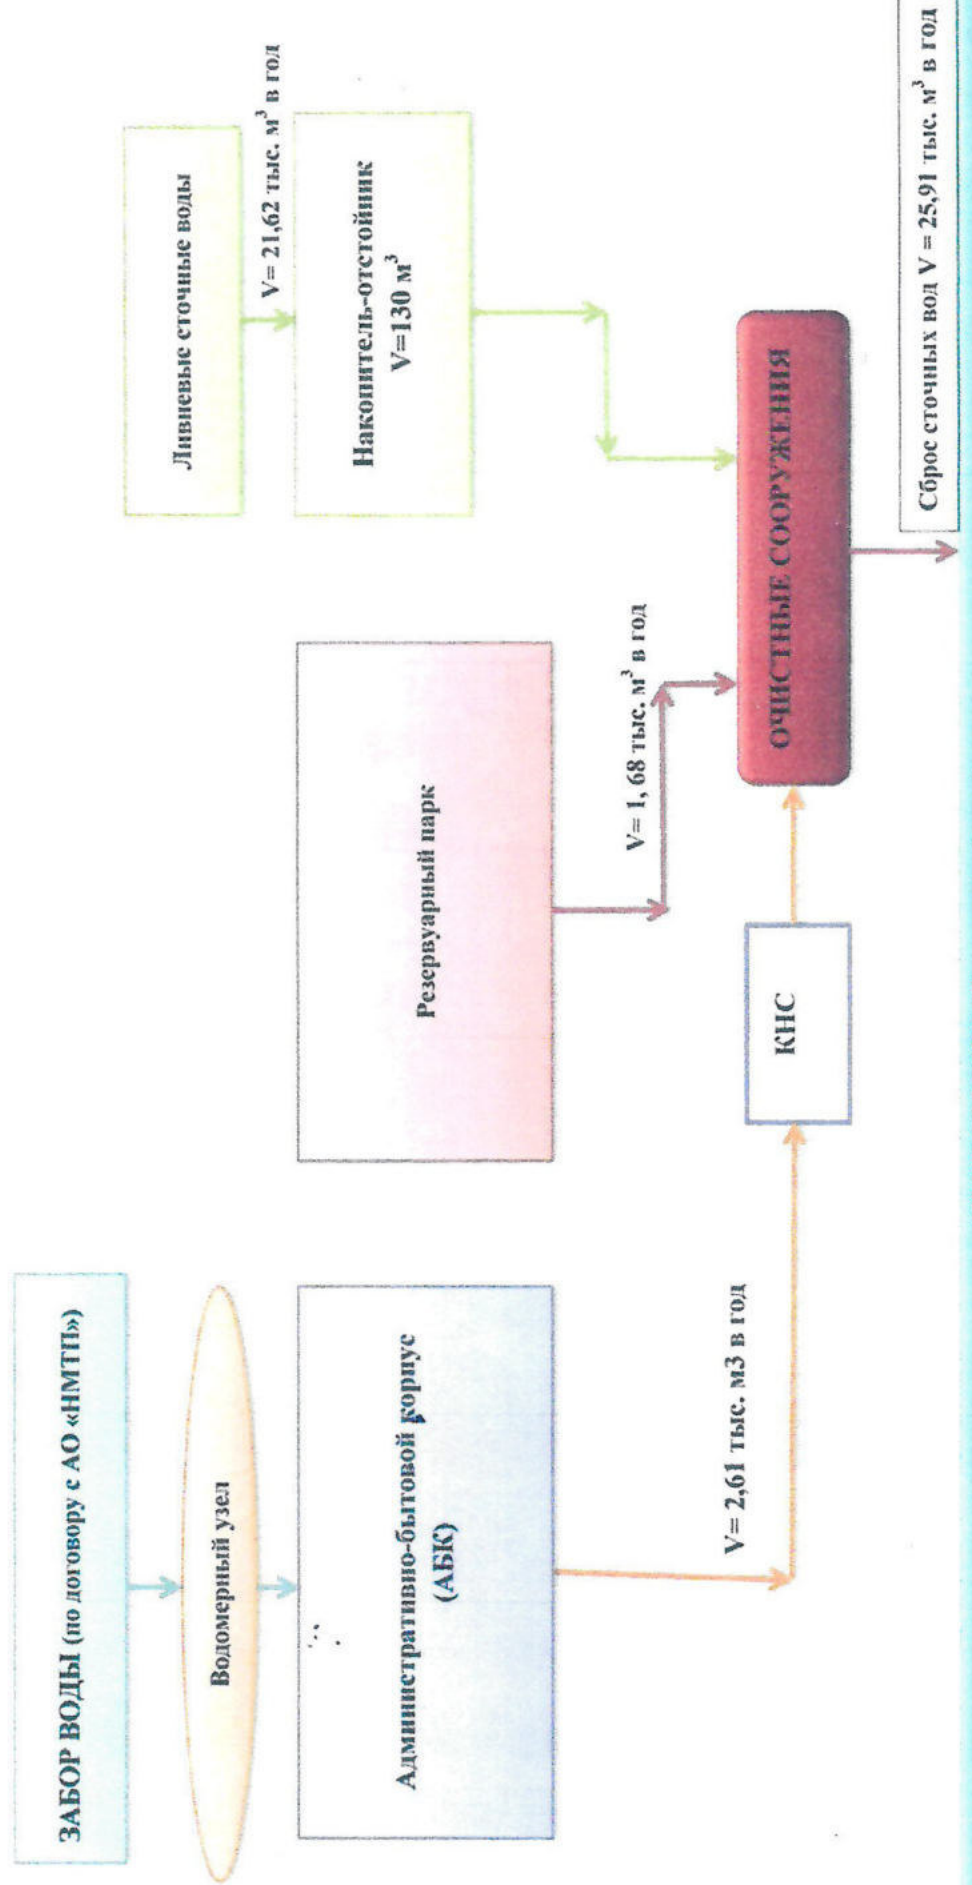 ЗАБОР ВОДЫ (по договору с АО «НМТП»)
Водомерный узел
Административно-бытовой корпус
(АБК)
V= 2,61 тыс. м3 в год
КНС
Резервуарный парк
V= 1, 68 тыс. м³ в год
Ливневые сточные воды
V= 21,62 тыс. м³ в год
Накопитель-отстойник
V=130 м³
ОЧИСТНЫЕ СООРУЖЕНИЯ
Сброс сточных вод V = 25,91 тыс. м³ в год